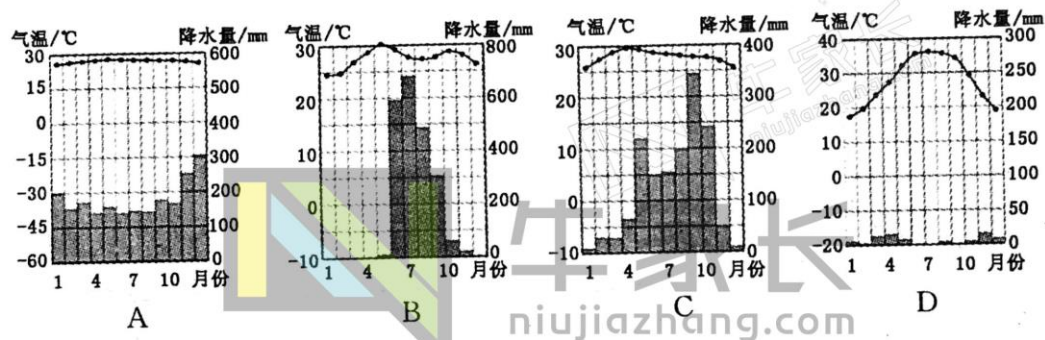 气温/℃ 降水量/mm
30 600
15 500
0 400
-15 300
-30 200
-45 100
-60 0
1 4 7 10 月份
A
气温/℃ 降水量/mm
30 800
20 600
10 400
0 200
-10 0
1 4 7 10 月份
B
气温/℃ 降水量/mm
30 400
20 300
10 200
0 100
-10 0
1 4 7 10 月份
C
气温/℃ 降水量/mm
40 300
30 250
20 200
10 150
0 100
-10 50
-20 0
1 4 7 10 月份
D
牛家长
niujiazhang.com